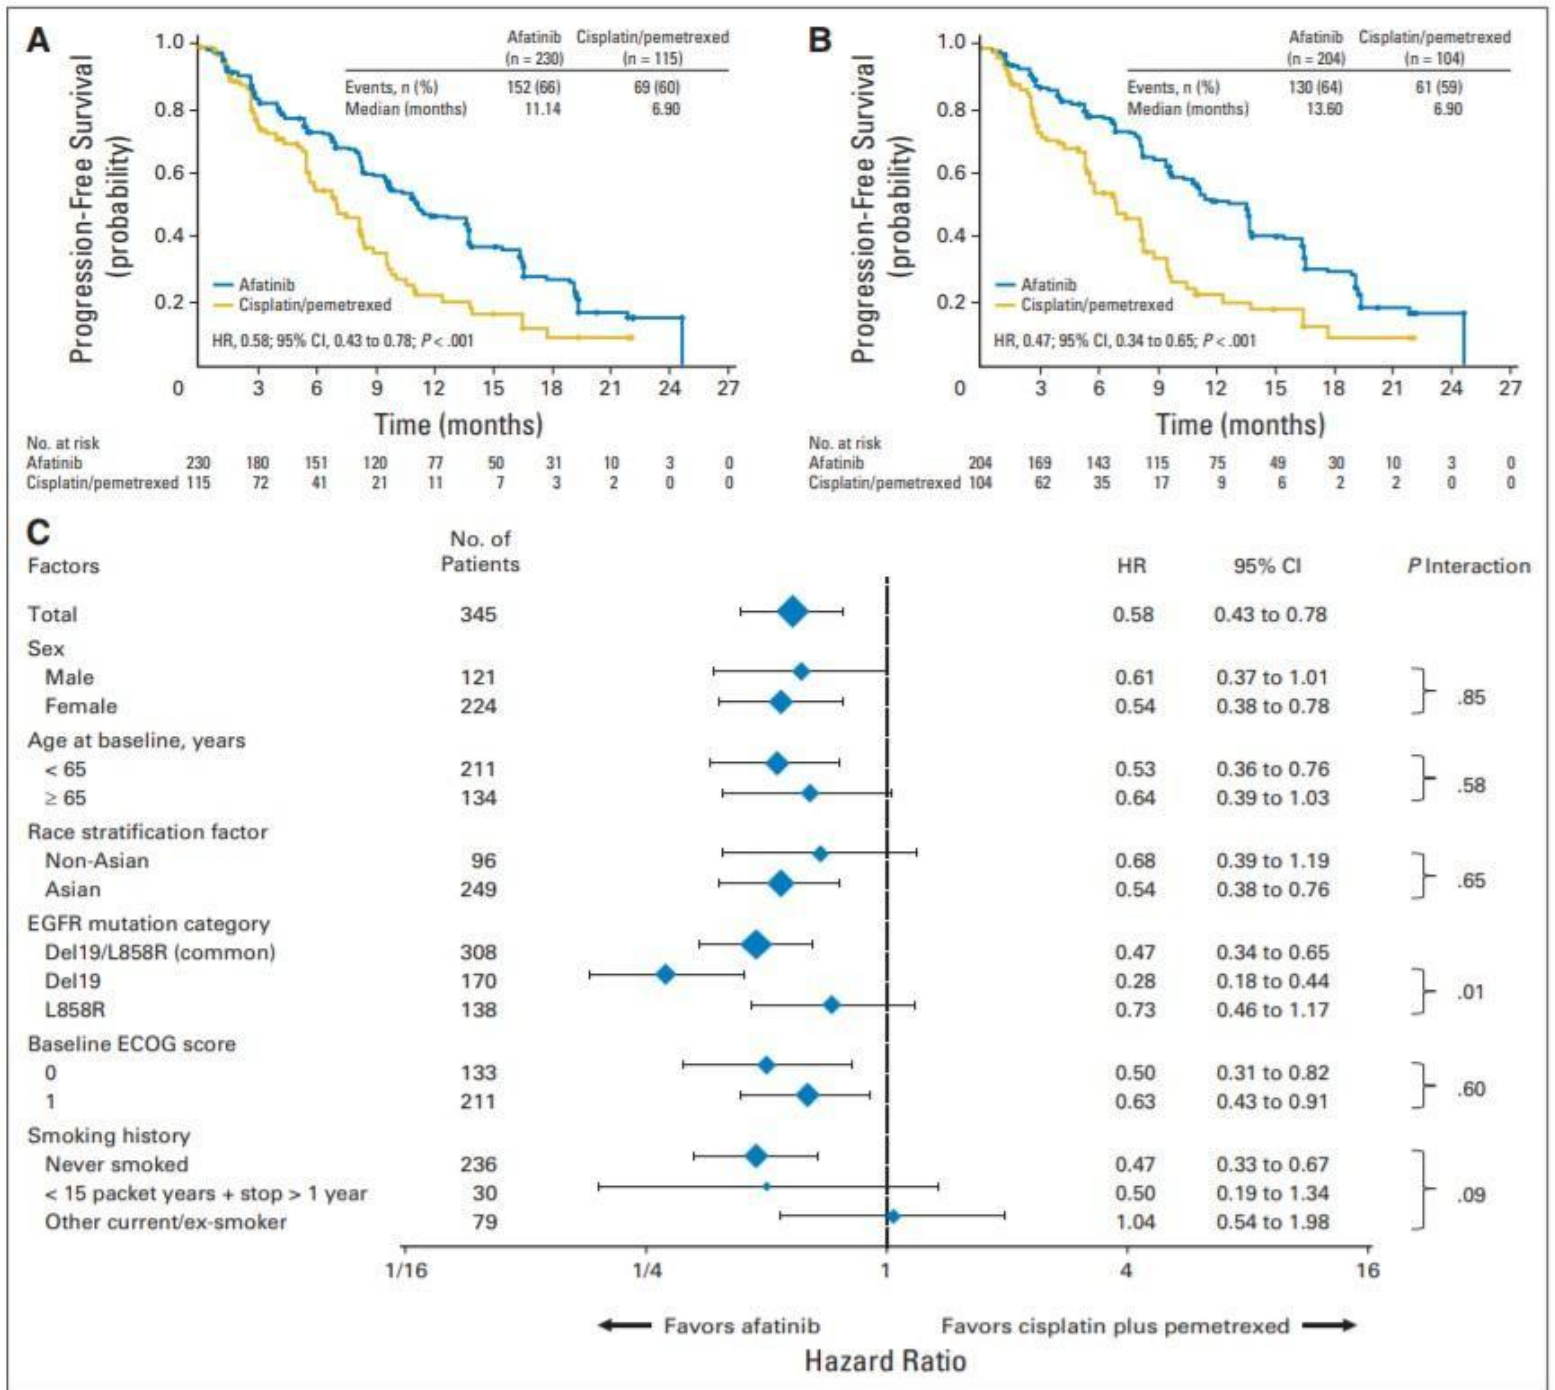 A
Afatinib Cisplatin/pemetrexed
(n = 230) (n = 115)
Events, n (%) 152 (66) 69 (60)
Median (months) 11.14 6.90
Progression-Free Survival
(probability)
1.0
0.8
0.6
0.4
0.2
Afatinib
Cisplatin/pemetrexed
HR, 0.58; 95% CI, 0.43 to 0.78; P < .001
0 3 6 9 12 15 18 21 24 27
Time (months)
No. at risk
Afatinib 230 180 151 120 77 50 31 10 3 0
Cisplatin/pemetrexed 115 72 41 21 11 7 3 2 0 0
B
Afatinib Cisplatin/pemetrexed
(n = 204) (n = 104)
Events, n (%) 130 (64) 61 (59)
Median (months) 13.60 6.90
Progression-Free Survival
(probability)
1.0
0.8
0.6
0.4
0.2
Afatinib
Cisplatin/pemetrexed
HR, 0.47; 95% CI, 0.34 to 0.65; P < .001
0 3 6 9 12 15 18 21 24 27
Time (months)
No. at risk
Afatinib 204 169 143 115 75 49 30 10 3 0
Cisplatin/pemetrexed 104 62 35 17 9 6 2 2 0 0
C
No. of
Factors Patients HR 95% CI P Interaction
Total 345 0.58 0.43 to 0.78
Sex
Male 121 0.61 0.37 to 1.01
.85
Female 224 0.54 0.38 to 0.78
Age at baseline, years
< 65 211 0.53 0.36 to 0.76
.58
≥ 65 134 0.64 0.39 to 1.03
Race stratification factor
Non-Asian 96 0.68 0.39 to 1.19
.65
Asian 249 0.54 0.38 to 0.76
EGFR mutation category
Del19/L858R (common) 308 0.47 0.34 to 0.65
Del19 170 0.28 0.18 to 0.44
.01
L858R 138 0.73 0.46 to 1.17
Baseline ECOG score
0 133 0.50 0.31 to 0.82
.60
1 211 0.63 0.43 to 0.91
Smoking history
Never smoked 236 0.47 0.33 to 0.67
< 15 packet years + stop > 1 year 30 0.50 0.19 to 1.34
.09
Other current/ex-smoker 79 1.04 0.54 to 1.98
1/16 1/4 1 4 16
Favors afatinib Favors cisplatin plus pemetrexed
Hazard Ratio